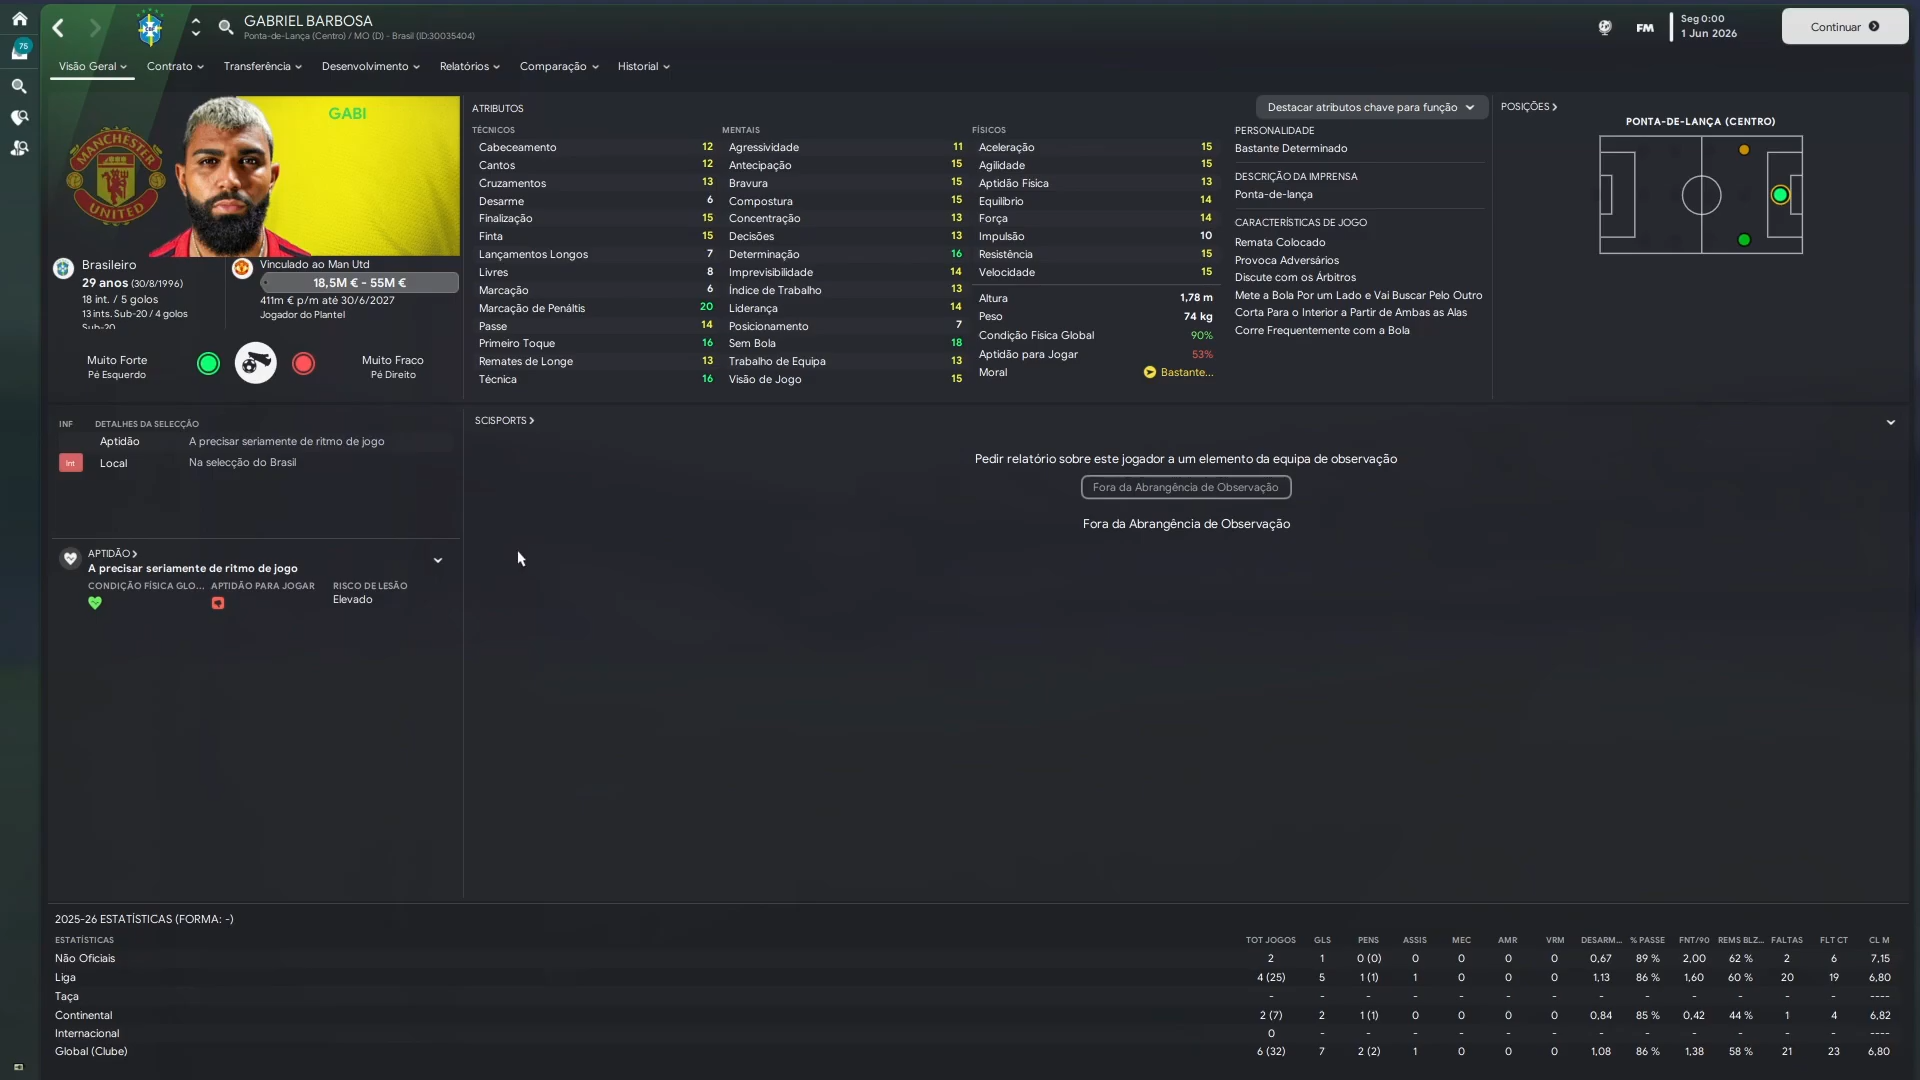 GABRIEL BARBOSA
Ponta-de-Lança (Centro) / MO (D) - Brasil (ID:30035404)
FM
Seg 0:00
1 Jun 2026
Continuar
75
Visão Geral
Contrato
Transferência
Desenvolvimento
Relatórios
Comparação
Historial
GABI
MANCHESTER
UNITED
Brasileiro
29 anos (30/8/1996)
18 int. / 5 golos
13 ints. Sub-20 / 4 golos
Sub-20
Vinculado ao Man Utd
18,5M € - 55M €
411m € p/m até 30/6/2027
Jogador do Plantel
Muito Forte
Pé Esquerdo
Muito Fraco
Pé Direito
ATRIBUTOS
Destacar atributos chave para função
TÉCNICOS
Cabeceamento 12
Cantos 12
Cruzamentos 13
Desarme 6
Finalização 15
Finta 15
Lançamentos Longos 7
Livres 8
Marcação 6
Marcação de Penáltis 20
Passe 14
Primeiro Toque 16
Remates de Longe 13
Técnica 16
MENTAIS
Agressividade 11
Antecipação 15
Bravura 15
Compostura 15
Concentração 13
Decisões 13
Determinação 16
Imprevisibilidade 14
Índice de Trabalho 13
Liderança 14
Posicionamento 7
Sem Bola 18
Trabalho de Equipa 13
Visão de Jogo 15
FÍSICOS
Aceleração 15
Agilidade 15
Aptidão Física 13
Equilíbrio 14
Força 14
Impulsão 10
Resistência 15
Velocidade 15
Altura 1,78 m
Peso 74 kg
Condição Física Global 90%
Aptidão para Jogar 53%
Moral Bastante...
PERSONALIDADE
Bastante Determinado
DESCRIÇÃO DA IMPRENSA
Ponta-de-lança
CARACTERÍSTICAS DE JOGO
Remata Colocado
Provoca Adversários
Discute com os Árbitros
Mete a Bola Por um Lado e Vai Buscar Pelo Outro
Corta Para o Interior a Partir de Ambas as Alas
Corre Frequentemente com a Bola
POSIÇÕES
PONTA-DE-LANÇA (CENTRO)
INF DETALHES DA SELECÇÃO
Aptidão A precisar seriamente de ritmo de jogo
Int Local Na selecção do Brasil
APTIDÃO
A precisar seriamente de ritmo de jogo
CONDIÇÃO FÍSICA GLO... APTIDÃO PARA JOGAR RISCO DE LESÃO
Elevado
SCISPORTS
Pedir relatório sobre este jogador a um elemento da equipa de observação
Fora da Abrangência de Observação
Fora da Abrangência de Observação
2025-26 ESTATÍSTICAS (FORMA: -)
ESTATÍSTICAS TOT JOGOS GLS PENS ASSIS MEC AMR VRM DESARM... % PASSE FNT/90 REMS BLZ... FALTAS FLT CT CL M
Não Oficiais 2 1 0 (0) 0 0 0 0 0,67 89 % 2,00 62 % 2 6 7,15
Liga 4 (25) 5 1 (1) 1 0 0 0 1,13 86 % 1,60 60 % 20 19 6,80
Taça - - - - - - - - - - - - - ----
Continental 2 (7) 2 1 (1) 0 0 0 0 0,84 85 % 0,42 44 % 1 4 6,82
Internacional 0 - - - - - - - - - - - - ----
Global (Clube) 6 (32) 7 2 (2) 1 0 0 0 1,08 86 % 1,38 58 % 21 23 6,80